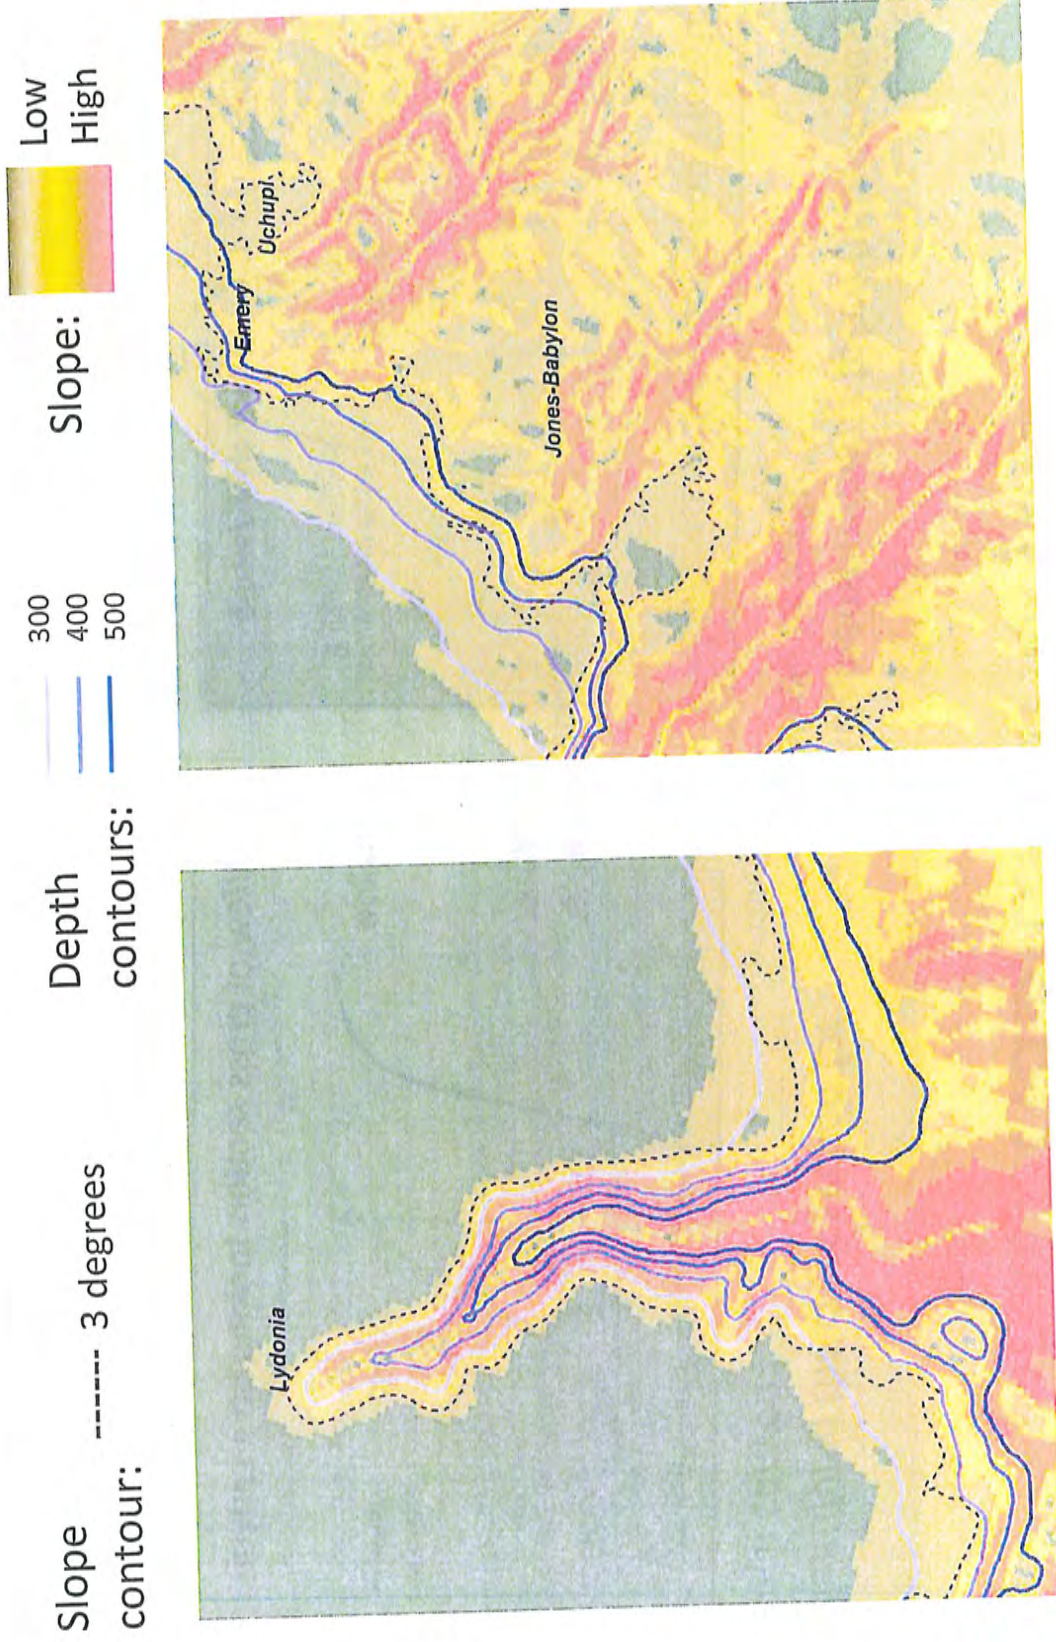 Slope
contour:
------ 3 degrees
Depth
contours:
300
400
500
Slope:
Low
High
Lydonia
Emery
Uchupi
Jones-Babylon